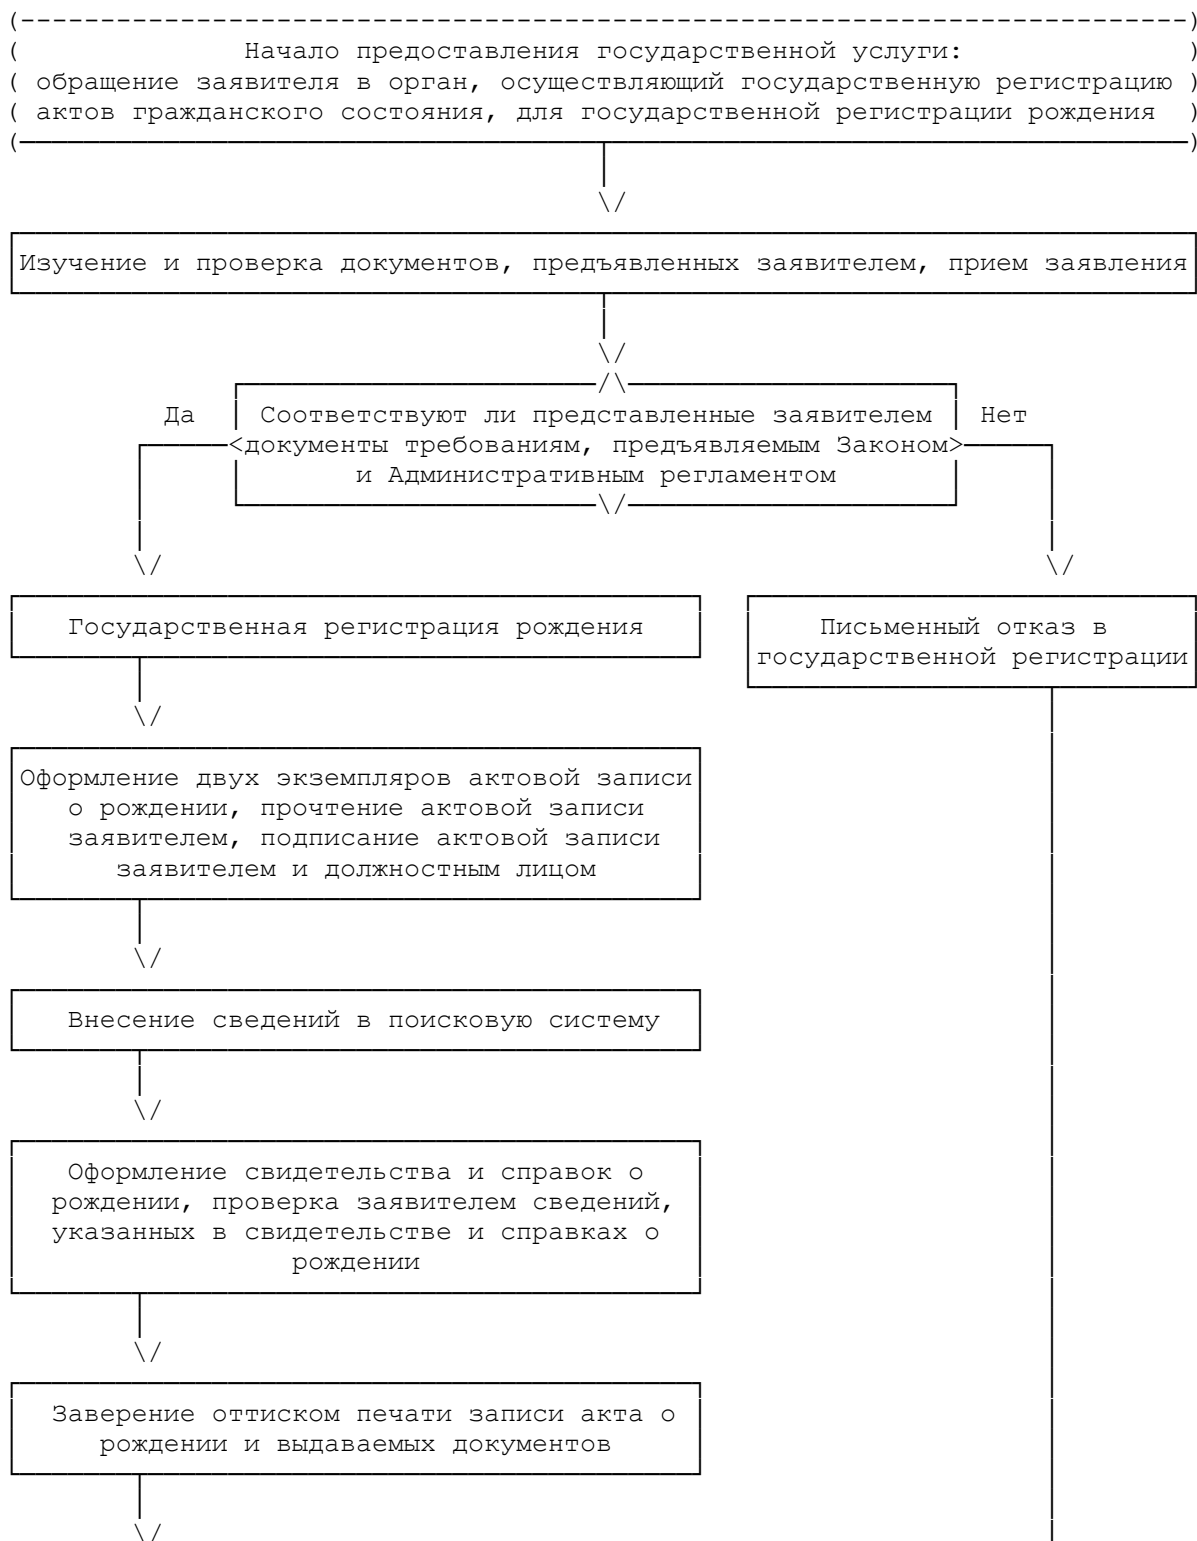 Начало предоставления государственной услуги:
обращение заявителя в орган, осуществляющий государственную регистрацию
актов гражданского состояния, для государственной регистрации рождения
Изучение и проверка документов, предъявленных заявителем, прием заявления
Да
Соответствуют ли представленные заявителем
документы требованиям, предъявляемым Законом
и Административным регламентом
Нет
Государственная регистрация рождения
Письменный отказ в
государственной регистрации
Оформление двух экземпляров актовой записи
о рождении, прочтение актовой записи
заявителем, подписание актовой записи
заявителем и должностным лицом
Внесение сведений в поисковую систему
Оформление свидетельства и справок о
рождении, проверка заявителем сведений,
указанных в свидетельстве и справках о
рождении
Заверение оттиском печати записи акта о
рождении и выдаваемых документов